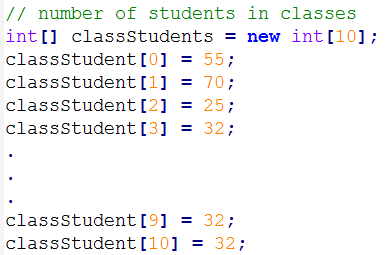 // number of students in classes
int[] classStudents = new int[10];
classStudent[0] = 55;
classStudent[1] = 70;
classStudent[2] = 25;
classStudent[3] = 32;
.
.
.
classStudent[9] = 32;
classStudent[10] = 32;